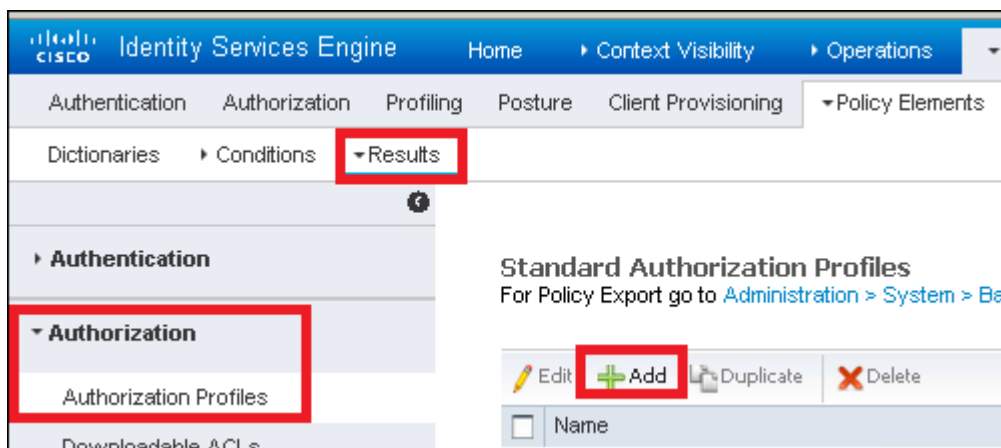 CISCO Identity Services Engine Home Context Visibility Operations
Authentication Authorization Profiling Posture Client Provisioning Policy Elements
Dictionaries Conditions Results
Authentication
Standard Authorization Profiles
For Policy Export go to Administration > System > Ba
Authorization
Edit Add Duplicate Delete
Authorization Profiles
Name
Downloadable ACLs